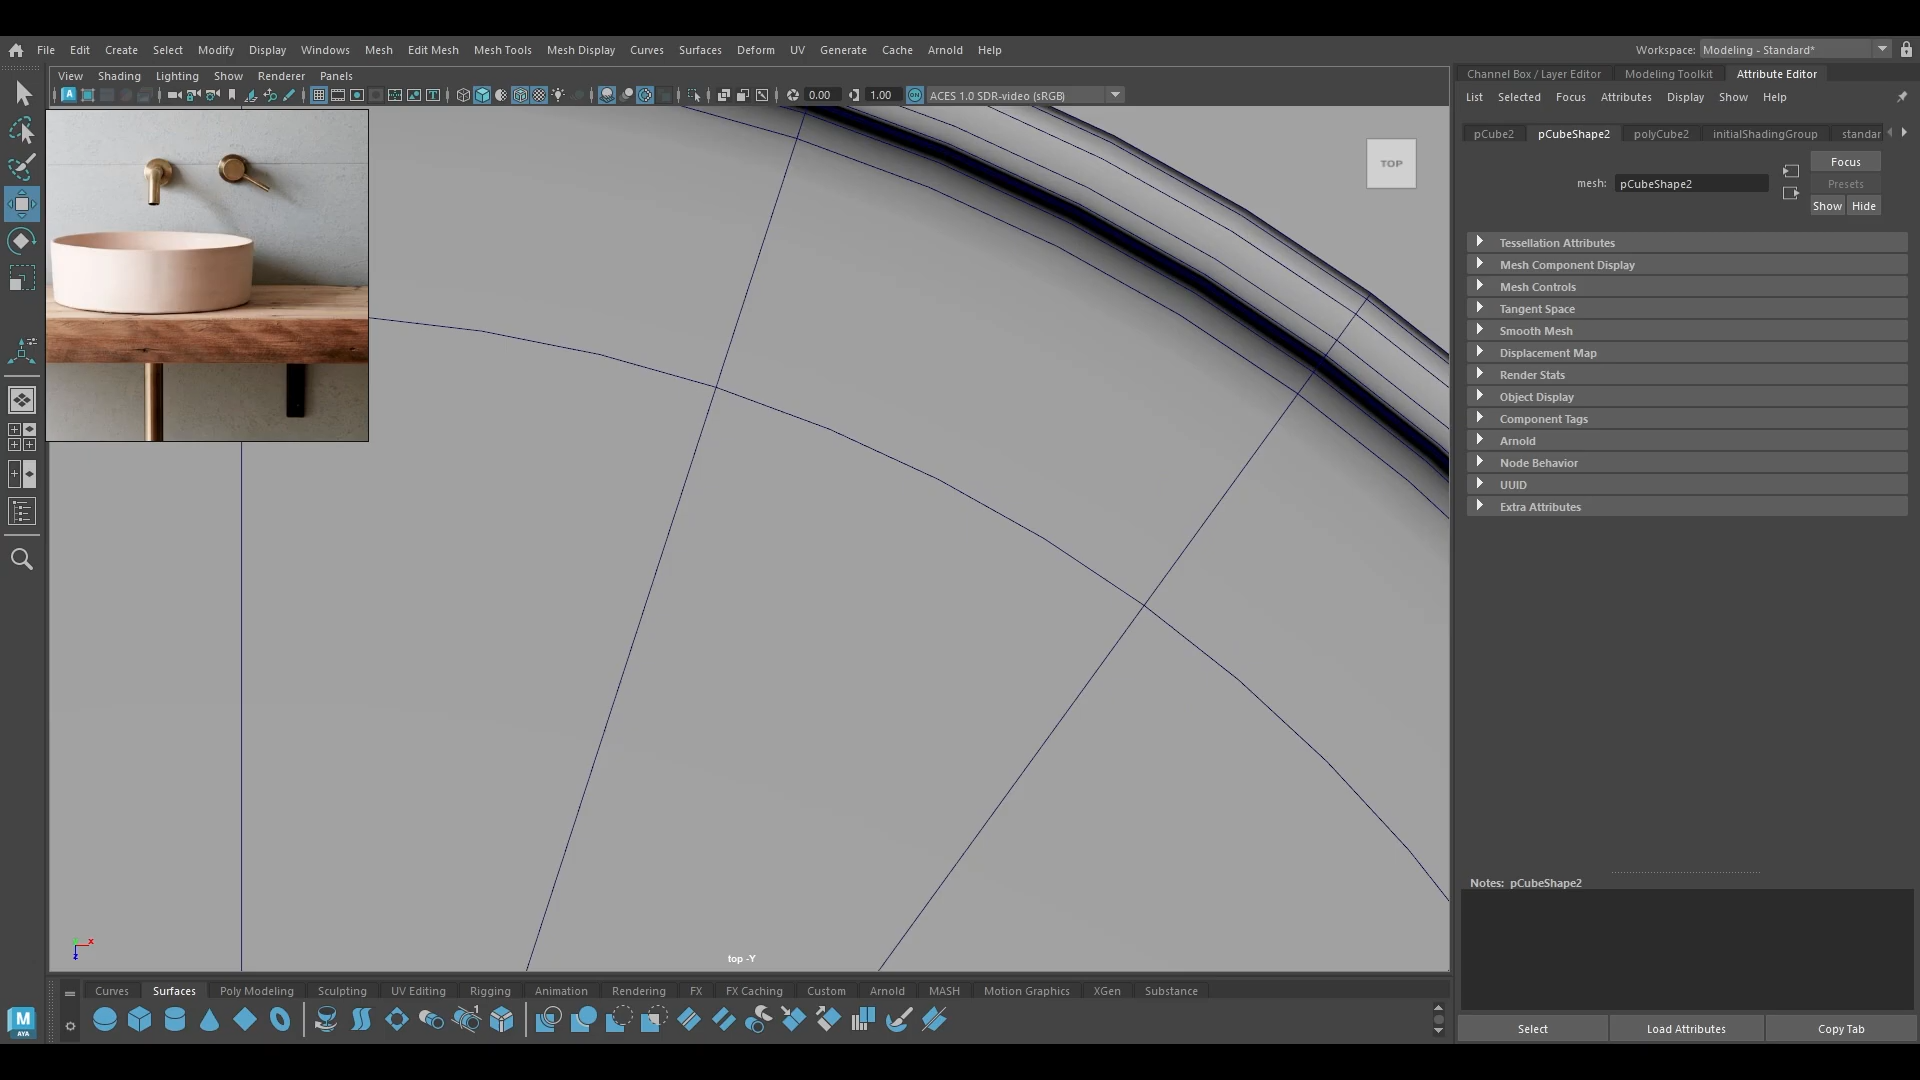 File Edit Create Select Modify Display Windows Mesh Edit Mesh Mesh Tools Mesh Display Curves Surfaces Deform UV Generate Cache Arnold Help
Workspace: Modeling - Standard*
View Shading Lighting Show Renderer Panels
0.00 1.00 ON ACES 1.0 SDR-video (sRGB)
Channel Box / Layer Editor Modeling Toolkit Attribute Editor
List Selected Focus Attributes Display Show Help
pCube2 pCubeShape2 polyCube2 initialShadingGroup standar
mesh: pCubeShape2
Focus
Presets
Show Hide
TOP
Tessellation Attributes
Mesh Component Display
Mesh Controls
Tangent Space
Smooth Mesh
Displacement Map
Render Stats
Object Display
Component Tags
Arnold
Node Behavior
UUID
Extra Attributes
Notes: pCubeShape2
Select Load Attributes Copy Tab
x
z
top -Y
Curves Surfaces Poly Modeling Sculpting UV Editing Rigging Animation Rendering FX FX Caching Custom Arnold MASH Motion Graphics XGen Substance
M
AYA